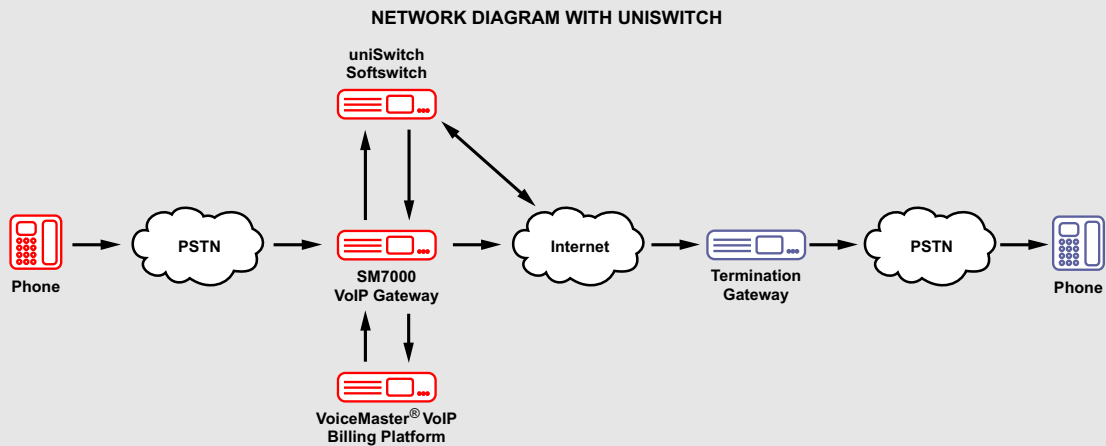 NETWORK DIAGRAM WITH UNISWITCH
uniSwitch
Softswitch
Phone
PSTN
SM7000
VoIP Gateway
Internet
Termination
Gateway
PSTN
Phone
VoiceMaster® VoIP
Billing Platform